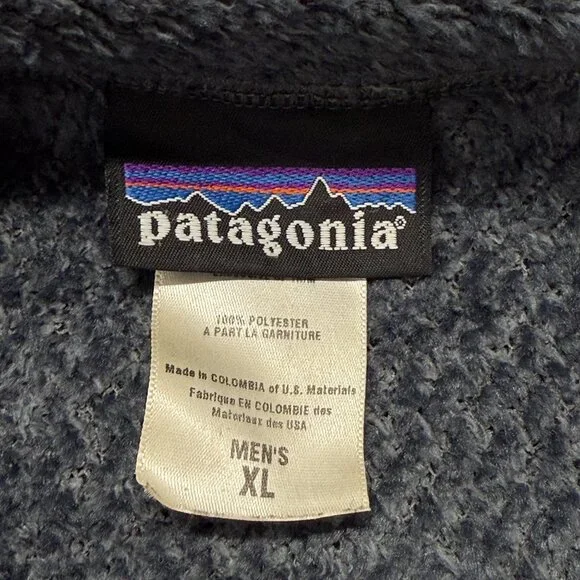 patagonia®
100% POLYESTER
A PART LA GARNITURE
Made in COLOMBIA of U.S. Materials
Fabrique EN COLOMBIE des
Materiaux des USA
MEN'S
XL